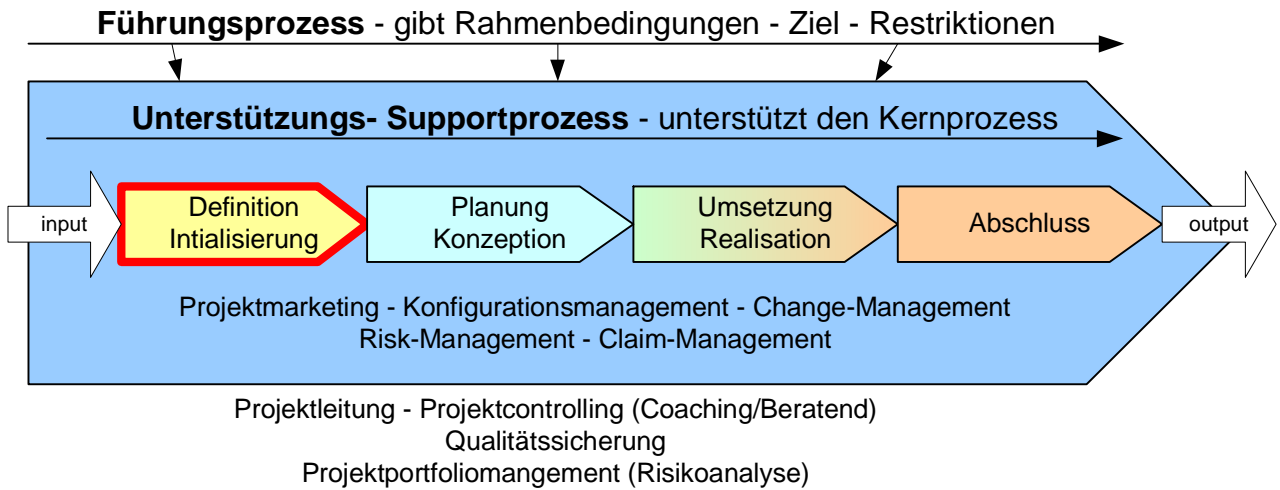 Führungsprozess - gibt Rahmenbedingungen - Ziel - Restriktionen
Unterstützungs- Supportprozess - unterstützt den Kernprozess
input
Definition
Intialisierung
Planung
Konzeption
Umsetzung
Realisation
Abschluss
output
Projektmarketing - Konfigurationsmanagement - Change-Management
Risk-Management - Claim-Management
Projektleitung - Projektcontrolling (Coaching/Beratend)
Qualitätssicherung
Projektportfoliomangement (Risikoanalyse)